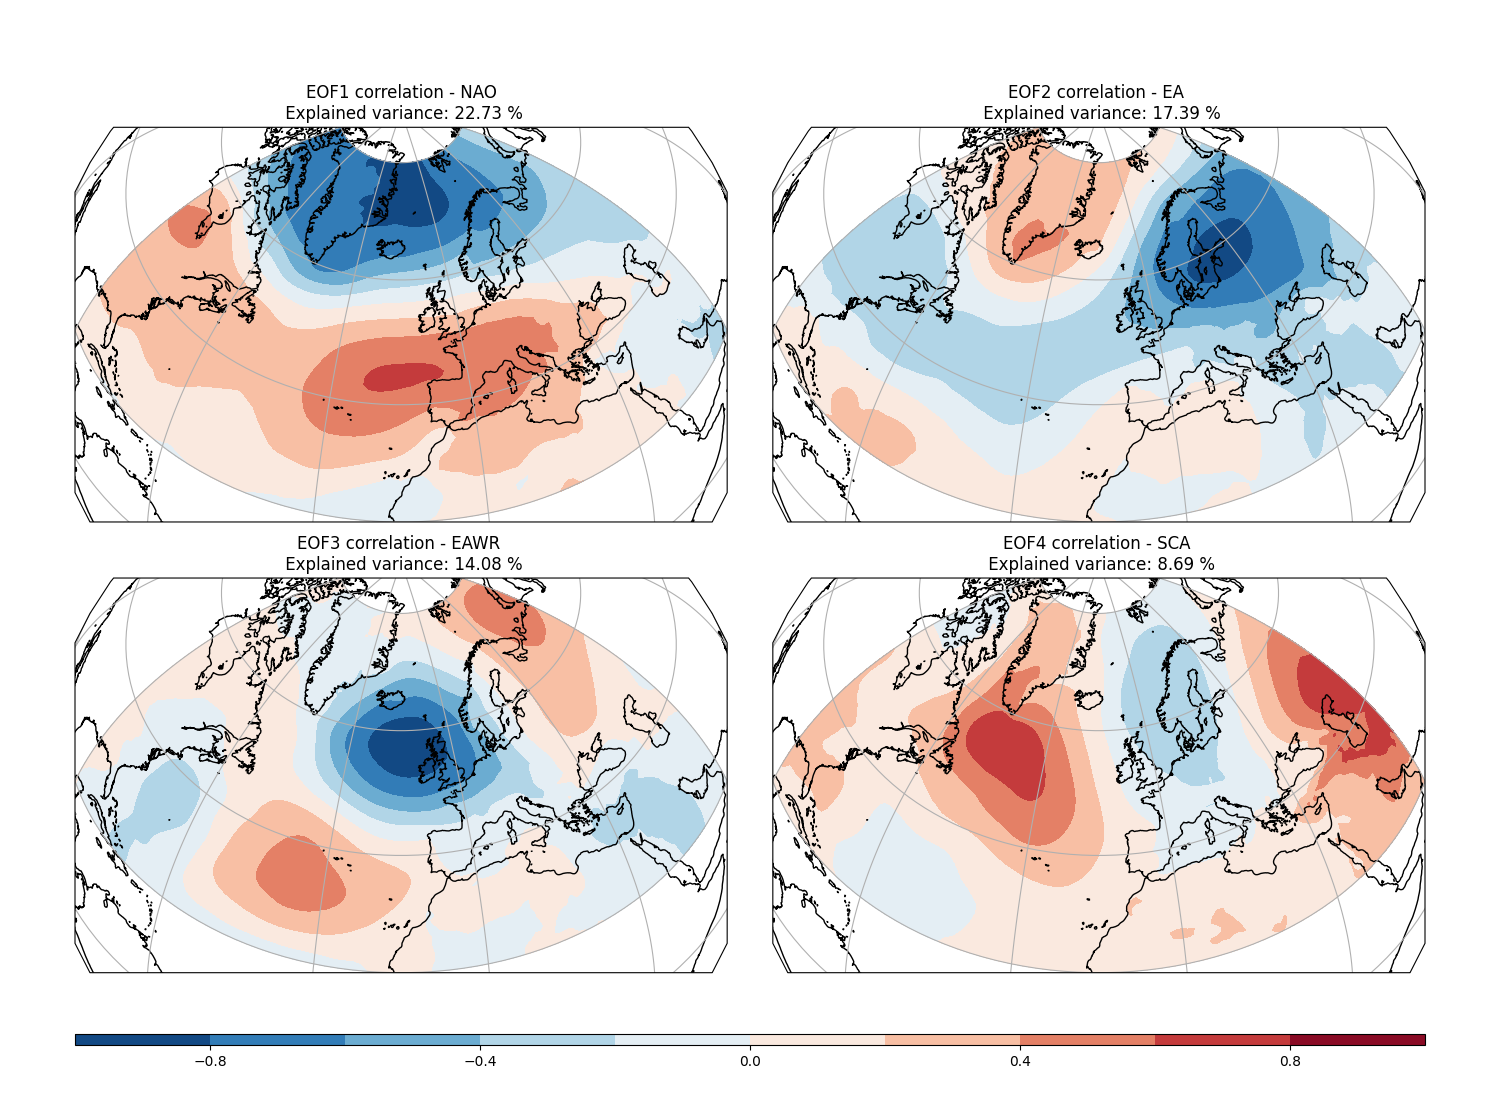 EOF1 correlation - NAO
Explained variance: 22.73 %
EOF2 correlation - EA
Explained variance: 17.39 %
EOF3 correlation - EAWR
Explained variance: 14.08 %
EOF4 correlation - SCA
Explained variance: 8.69 %
−0.8 −0.4 0.0 0.4 0.8